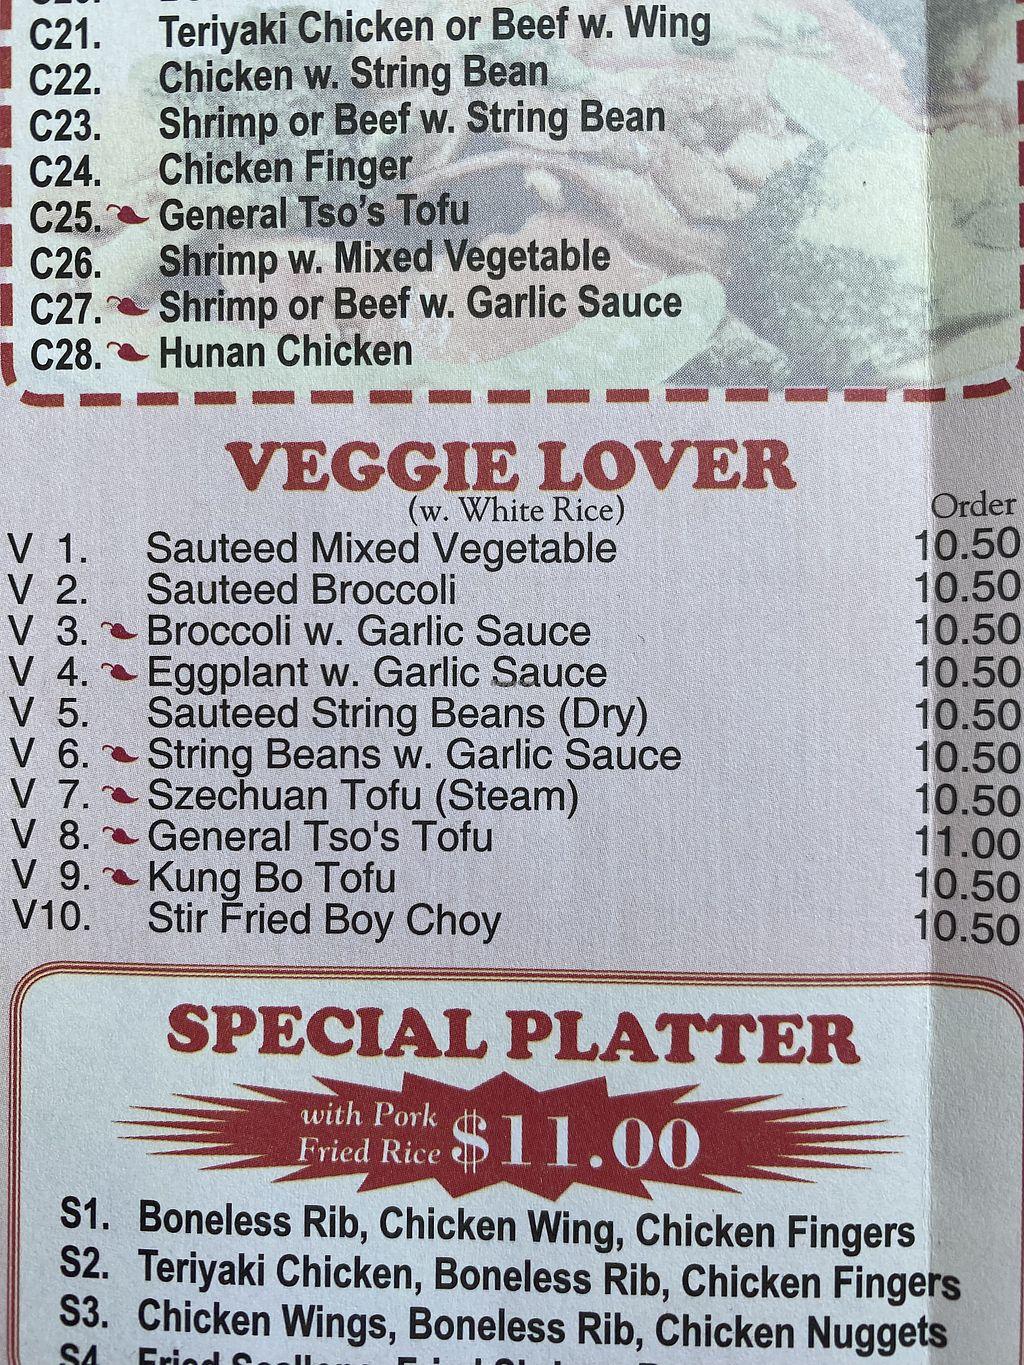 C21. Teriyaki Chicken or Beef w. Wing
C22. Chicken w. String Bean
C23. Shrimp or Beef w. String Bean
C24. Chicken Finger
C25. General Tso's Tofu
C26. Shrimp w. Mixed Vegetable
C27. Shrimp or Beef w. Garlic Sauce
C28. Hunan Chicken
VEGGIE LOVER
(w. White Rice) Order
V 1. Sauteed Mixed Vegetable 10.50
V 2. Sauteed Broccoli 10.50
V 3. Broccoli w. Garlic Sauce 10.50
V 4. Eggplant w. Garlic Sauce 10.50
V 5. Sauteed String Beans (Dry) 10.50
V 6. String Beans w. Garlic Sauce 10.50
V 7. Szechuan Tofu (Steam) 10.50
V 8. General Tso's Tofu 11.00
V 9. Kung Bo Tofu 10.50
V10. Stir Fried Boy Choy 10.50
SPECIAL PLATTER
with Pork
Fried Rice $11.00
S1. Boneless Rib, Chicken Wing, Chicken Fingers
S2. Teriyaki Chicken, Boneless Rib, Chicken Fingers
S3. Chicken Wings, Boneless Rib, Chicken Nuggets
S4. Fried Scallops, Fried